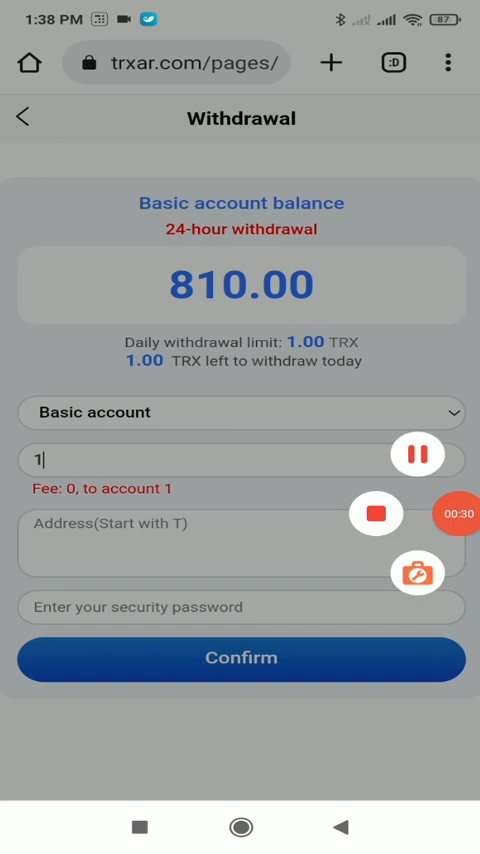 1:38 PM
87
trxar.com/pages/
:D
Withdrawal
Basic account balance
24-hour withdrawal
810.00
Daily withdrawal limit: 1.00 TRX
1.00 TRX left to withdraw today
Basic account
1
Fee: 0, to account 1
00:30
Address(Start with T)
Enter your security password
Confirm